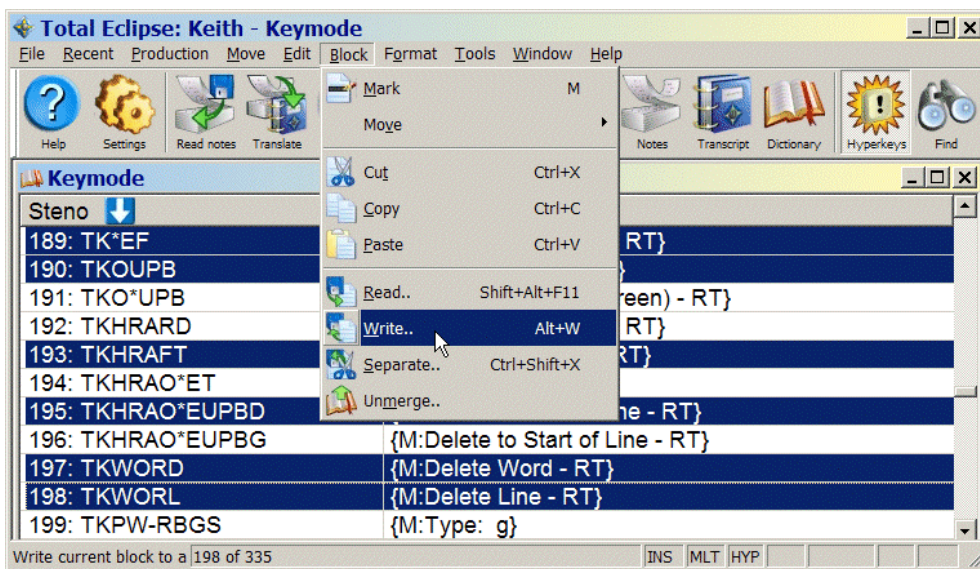 Total Eclipse: Keith - Keymode
File Recent Production Move Edit Block Format Tools Window Help
Help Settings Read notes Translate Notes Transcript Dictionary Hyperkeys Find
Mark M
Move
Cut Ctrl+X
Copy Ctrl+C
Paste Ctrl+V
Read.. Shift+Alt+F11
Write.. Alt+W
Separate.. Ctrl+Shift+X
Unmerge..
Keymode
Steno
189: TK*EF RT}
190: TKOUPB }
191: TKO*UPB reen) - RT}
192: TKHRARD RT}
193: TKHRAFT RT}
194: TKHRAO*ET
195: TKHRAO*EUPBD ne - RT}
196: TKHRAO*EUPBG {M:Delete to Start of Line - RT}
197: TKWORD {M:Delete Word - RT}
198: TKWORL {M:Delete Line - RT}
199: TKPW-RBGS {M:Type: g}
Write current block to a 198 of 335 INS MLT HYP